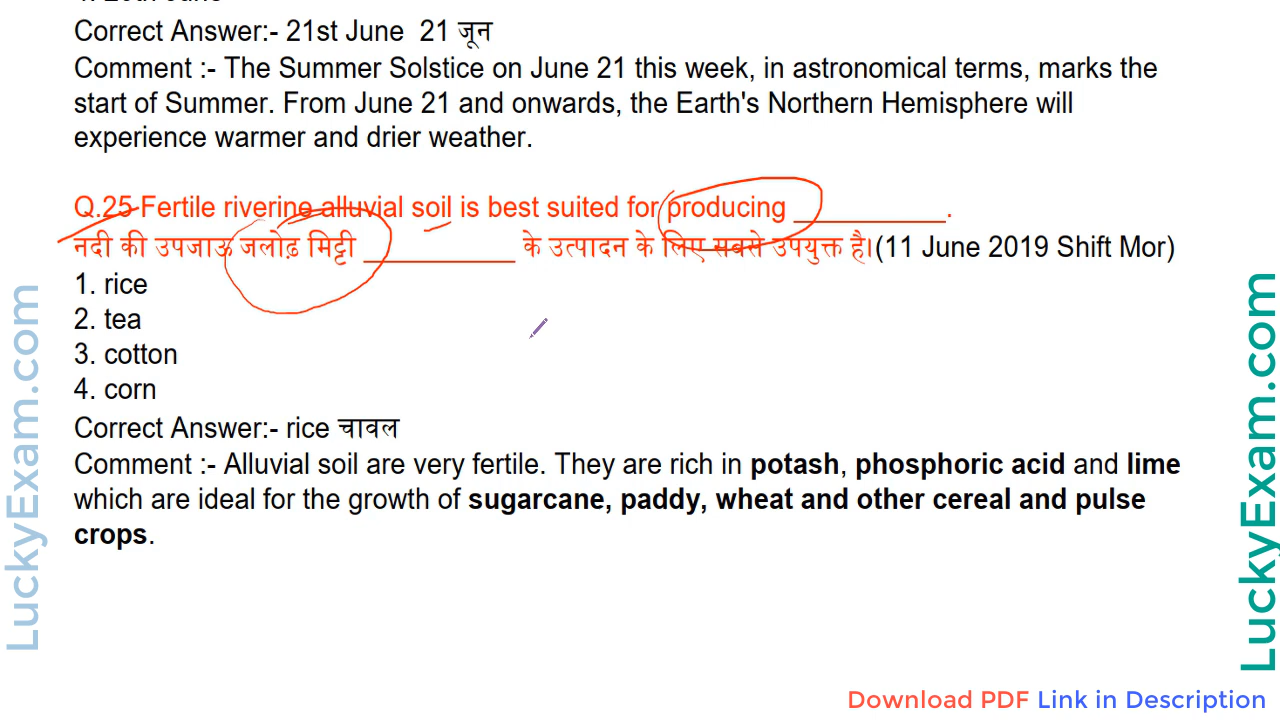 Correct Answer:- 21st June 21 जून
Comment :- The Summer Solstice on June 21 this week, in astronomical terms, marks the
start of Summer. From June 21 and onwards, the Earth's Northern Hemisphere will
experience warmer and drier weather.
Q.25 Fertile riverine alluvial soil is best suited for producing __________.
नदी की उपजाऊ जलोढ़ मिट्टी __________ के उत्पादन के लिए सबसे उपयुक्त है।(11 June 2019 Shift Mor)
1. rice
2. tea
3. cotton
4. corn
Correct Answer:- rice चावल
Comment :- Alluvial soil are very fertile. They are rich in potash, phosphoric acid and lime
which are ideal for the growth of sugarcane, paddy, wheat and other cereal and pulse
crops.
LuckyExam.com
LuckyExam.com
Download PDF Link in Description